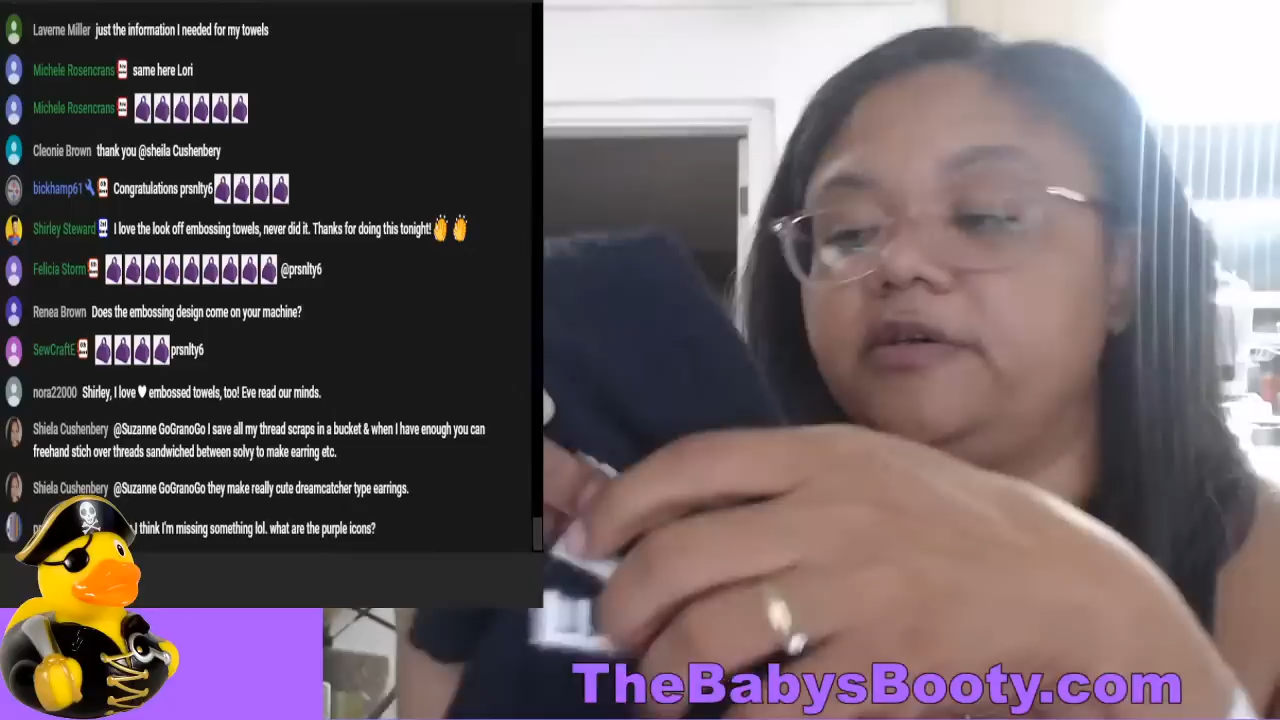 Laverne Miller just the information I needed for my towels
Michele Rosencrans same here Lori
Michele Rosencrans
Cleonie Brown thank you @sheila Cushenbery
bickhamp61 Congratulations prsnlty6
Shirley Steward I love the look off embossing towels, never did it. Thanks for doing this tonight!
Felicia Storm @prsnlty6
Renea Brown Does the embossing design come on your machine?
SewCraftE prsnlty6
nora22000 Shirley, I love embossed towels, too! Eve read our minds.
Shiela Cushenbery @Suzanne GoGranoGo I save all my thread scraps in a bucket & when I have enough you can
freehand stich over threads sandwiched between solvy to make earring etc.
Shiela Cushenbery @Suzanne GoGranoGo they make really cute dreamcatcher type earrings.
I think I'm missing something lol. what are the purple icons?
TheBabysBooty.com